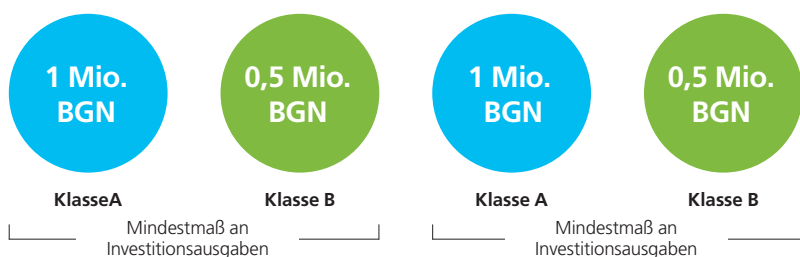 1 Mio.
BGN
0,5 Mio.
BGN
1 Mio.
BGN
0,5 Mio.
BGN
KlasseA
Klasse B
Klasse A
Klasse B
Mindestmaß an
Investitionsausgaben
Mindestmaß an
Investitionsausgaben